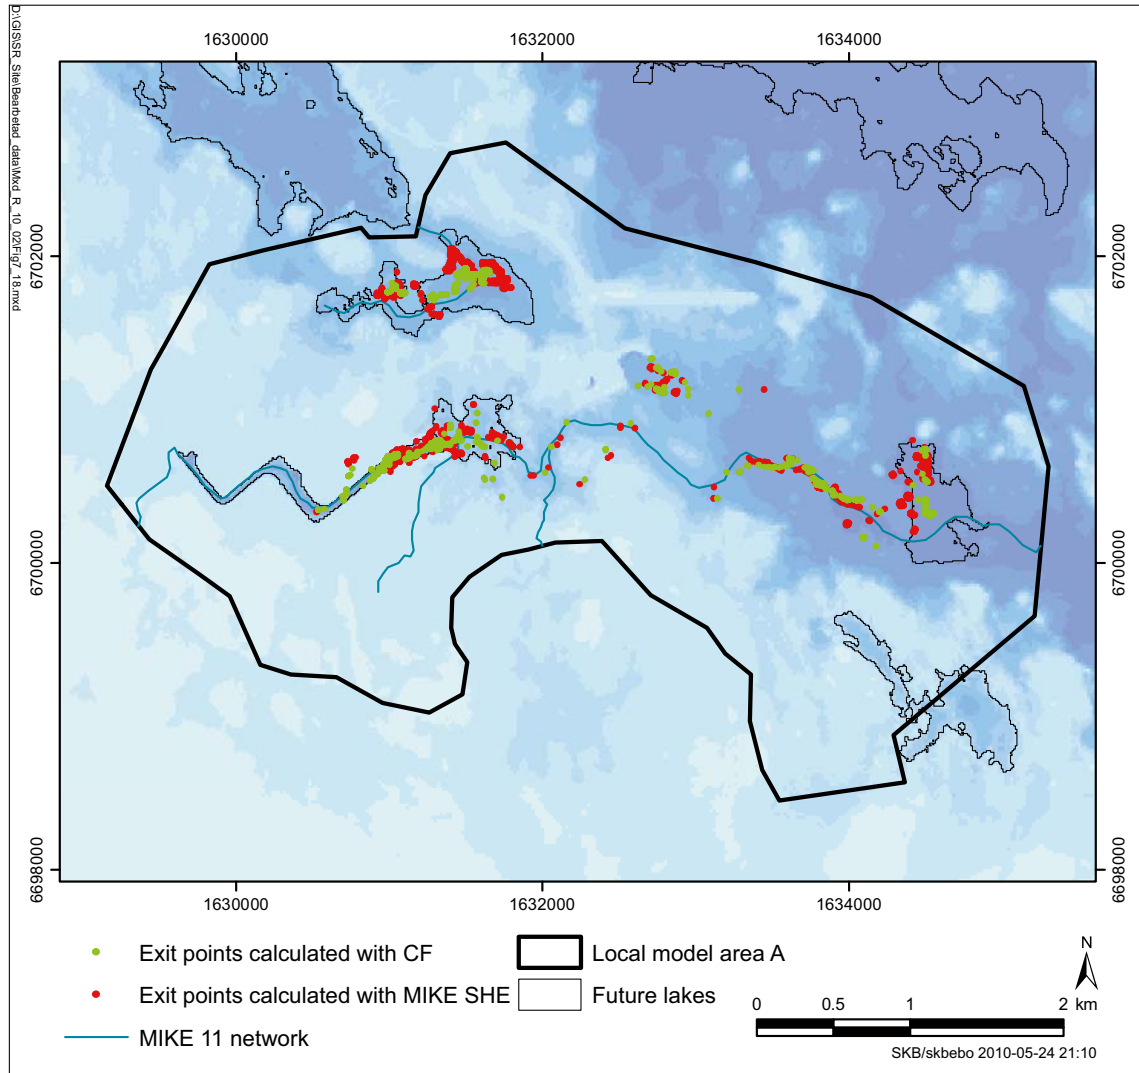 D:\GIS\SR_Site\Bearbetad_data\Mxd_R_10_02\Fig7_18.mxd
1630000 1632000 1634000
6702000 6702000
6700000 6700000
6698000 6698000
1630000 1632000 1634000
Exit points calculated with CF
Exit points calculated with MIKE SHE
MIKE 11 network
Local model area A
Future lakes
N
0 0.5 1 2 km
SKB/skbebo 2010-05-24 21:10